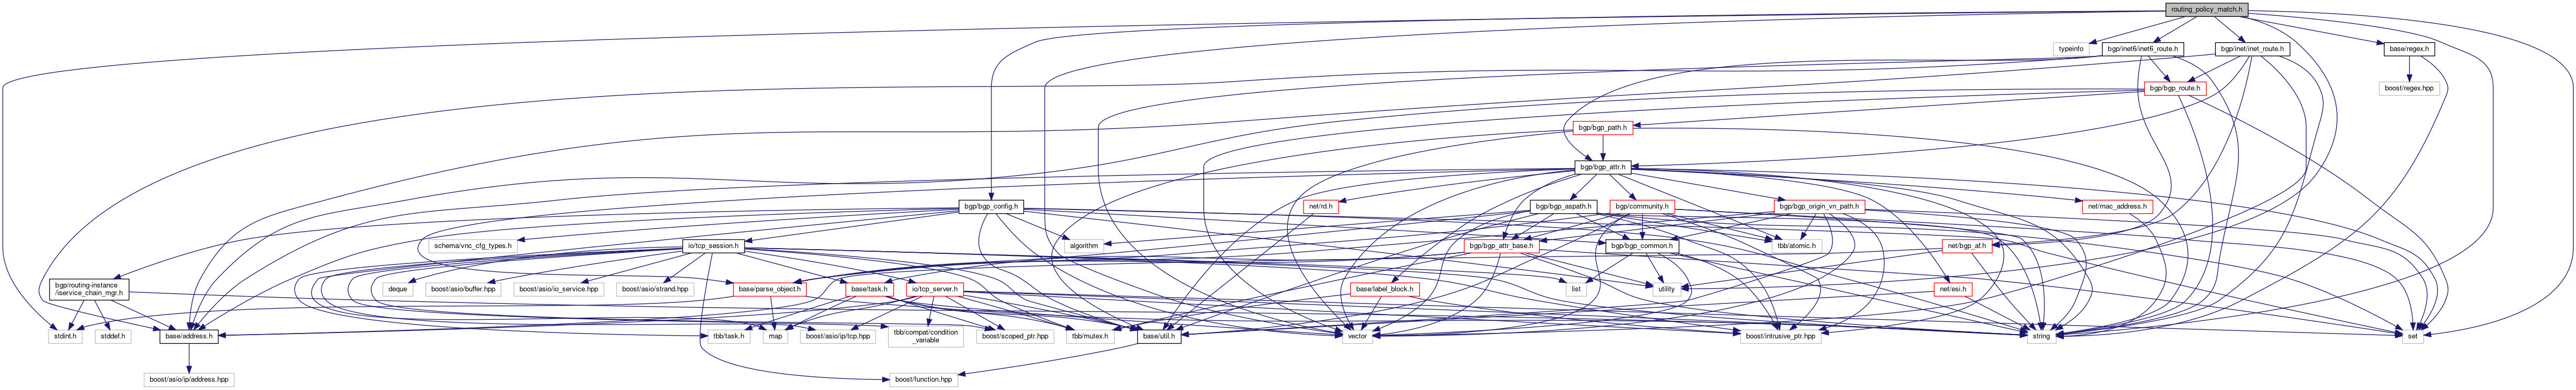 routing_policy_match.h
typeinfo
bgp/inet6/inet6_route.h
bgp/inet/inet_route.h
base/regex.h
bgp/bgp_route.h
boost/regex.hpp
bgp/bgp_path.h
bgp/bgp_attr.h
bgp/bgp_config.h
net/rd.h
bgp/bgp_aspath.h
bgp/community.h
bgp/bgp_origin_vn_path.h
net/mac_address.h
schema/vnc_cfg_types.h
io/tcp_session.h
algorithm
bgp/bgp_attr_base.h
bgp/bgp_common.h
tbb/atomic.h
net/bgp_af.h
bgp/routing-instance
/iservice_chain_mgr.h
deque
boost/asio/buffer.hpp
boost/asio/io_service.hpp
boost/asio/strand.hpp
base/parse_object.h
base/task.h
io/tcp_server.h
base/label_block.h
list
utility
net/esi.h
stdint.h
stddef.h
base/address.h
tbb/task.h
map
boost/asio/ip/tcp.hpp
tbb/compat/condition
_variable
boost/scoped_ptr.hpp
tbb/mutex.h
base/util.h
vector
boost/intrusive_ptr.hpp
string
set
boost/asio/ip/address.hpp
boost/function.hpp